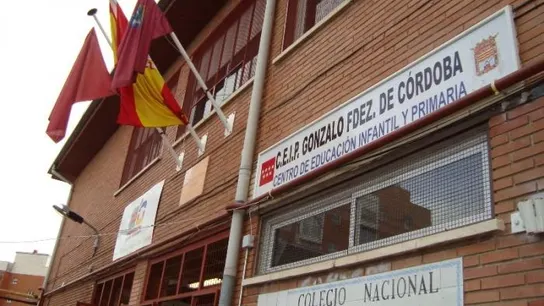 C.E.I.P. GONZALO FDEZ. DE CÓRDOBA
CENTRO DE EDUCACIÓN INFANTIL Y PRIMARIA
COLEGIO NACIONAL